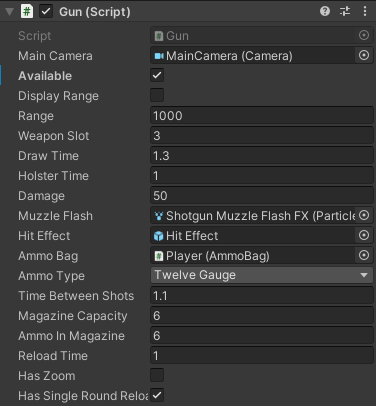 Gun (Script)
Script Gun
Main Camera MainCamera (Camera)
Available
Display Range
Range 1000
Weapon Slot 3
Draw Time 1.3
Holster Time 1
Damage 50
Muzzle Flash Shotgun Muzzle Flash FX (Particle
Hit Effect Hit Effect
Ammo Bag Player (AmmoBag)
Ammo Type Twelve Gauge
Time Between Shots 1.1
Magazine Capacity 6
Ammo In Magazine 6
Reload Time 1
Has Zoom
Has Single Round Reloa